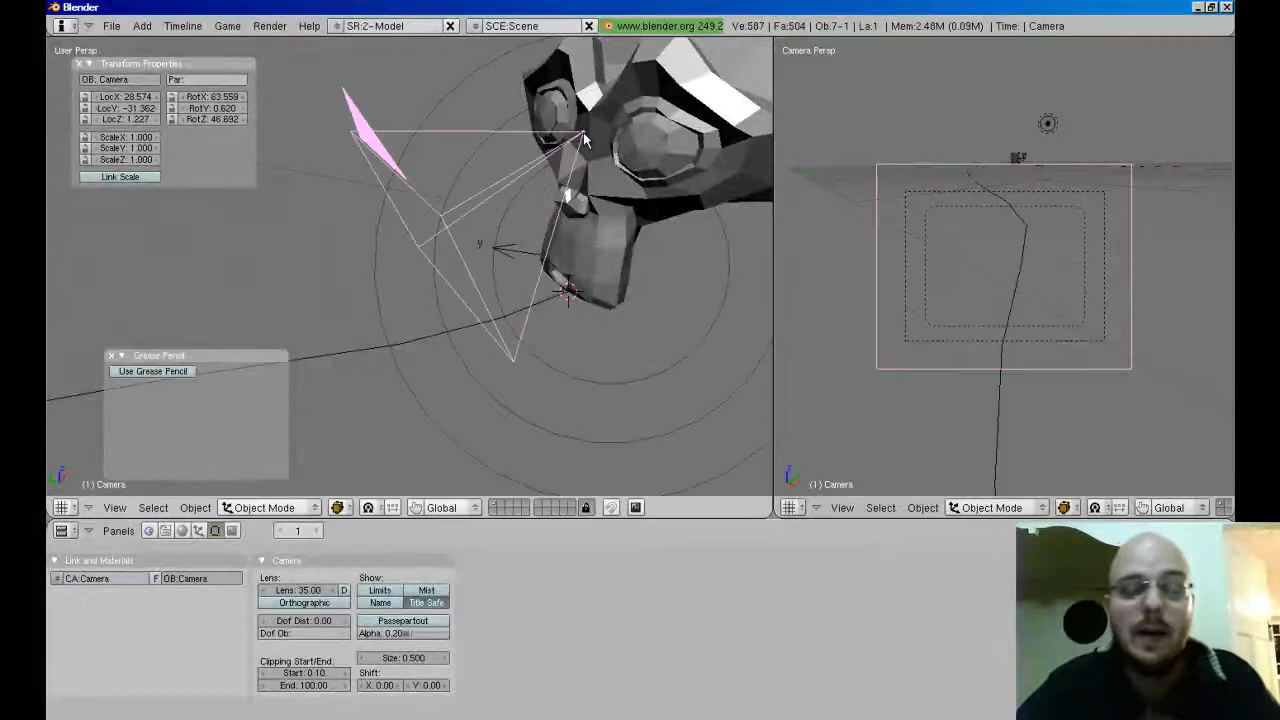 Blender
File Add Timeline Game Render Help SR:2-Model SCE:Scene www.blender.org 249.2 Ve:587 | Fa:504 | Ob:7-1 | La:1 | Mem:2.48M (0.09M) | Time: | Camera
User Persp
Transform Properties
OB: Camera Par:
LocX: 28.574 RotX: 63.559
LocY: -31.362 RotY: 0.620
LocZ: 1.227 RotZ: 46.692
ScaleX: 1.000
ScaleY: 1.000
ScaleZ: 1.000
Link Scale
y
Grease Pencil
Use Grease Pencil
z
(1) Camera
View Select Object Object Mode Global
Camera Persp
z
(1) Camera
View Select Object Object Mode Global
Panels 1
Link and Materials
CA:Camera F OB:Camera
Camera
Lens: Show:
Lens: 35.00 D Limits Mist
Orthographic Name Title Safe
Dof Dist: 0.00 Passepartout
Dof Ob: Alpha: 0.20
Clipping Start/End: Size: 0.500
Start: 0.10 Shift:
End: 100.00 X: 0.00 Y: 0.00